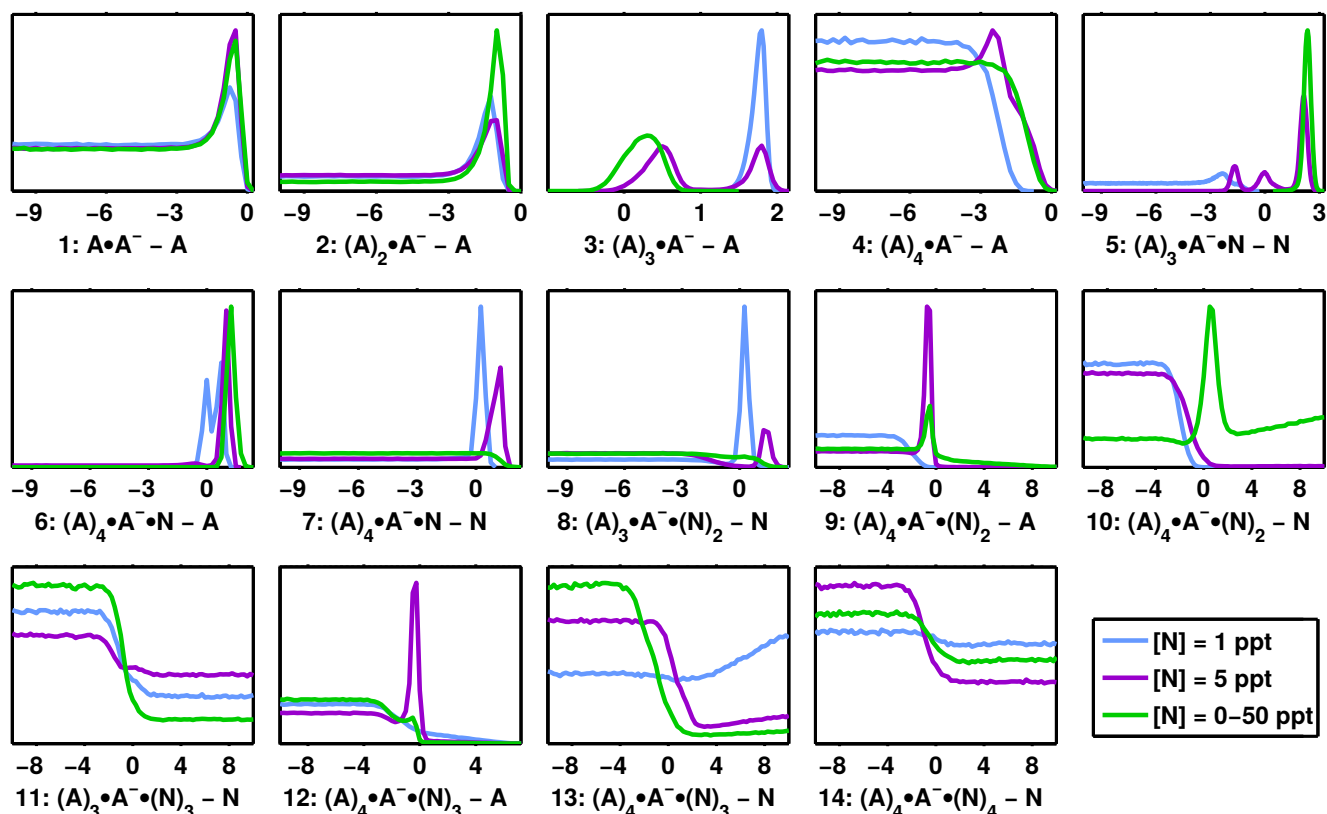 −9 −6 −3 0
1: A•A⁻ − A
−9 −6 −3 0
2: (A)₂•A⁻ − A
0 1 2
3: (A)₃•A⁻ − A
−9 −6 −3 0
4: (A)₄•A⁻ − A
−9 −6 −3 0 3
5: (A)₃•A⁻•N − N
−9 −6 −3 0
6: (A)₄•A⁻•N − A
−9 −6 −3 0
7: (A)₄•A⁻•N − N
−9 −6 −3 0
8: (A)₃•A⁻•(N)₂ − N
−8 −4 0 4 8
9: (A)₄•A⁻•(N)₂ − A
−8 −4 0 4 8
10: (A)₄•A⁻•(N)₂ − N
−8 −4 0 4 8
11: (A)₃•A⁻•(N)₃ − N
−8 −4 0 4
12: (A)₄•A⁻•(N)₃ − A
−8 −4 0 4 8
13: (A)₄•A⁻•(N)₃ − N
−8 −4 0 4 8
14: (A)₄•A⁻•(N)₄ − N
[N] = 1 ppt
[N] = 5 ppt
[N] = 0−50 ppt